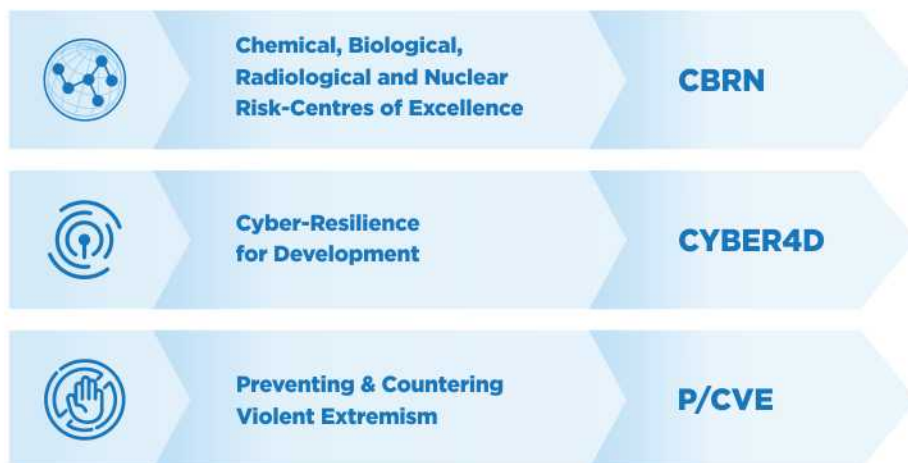 Chemical, Biological,
Radiological and Nuclear
Risk-Centres of Excellence
CBRN
Cyber-Resilience
for Development
CYBER4D
Preventing & Countering
Violent Extremism
P/CVE